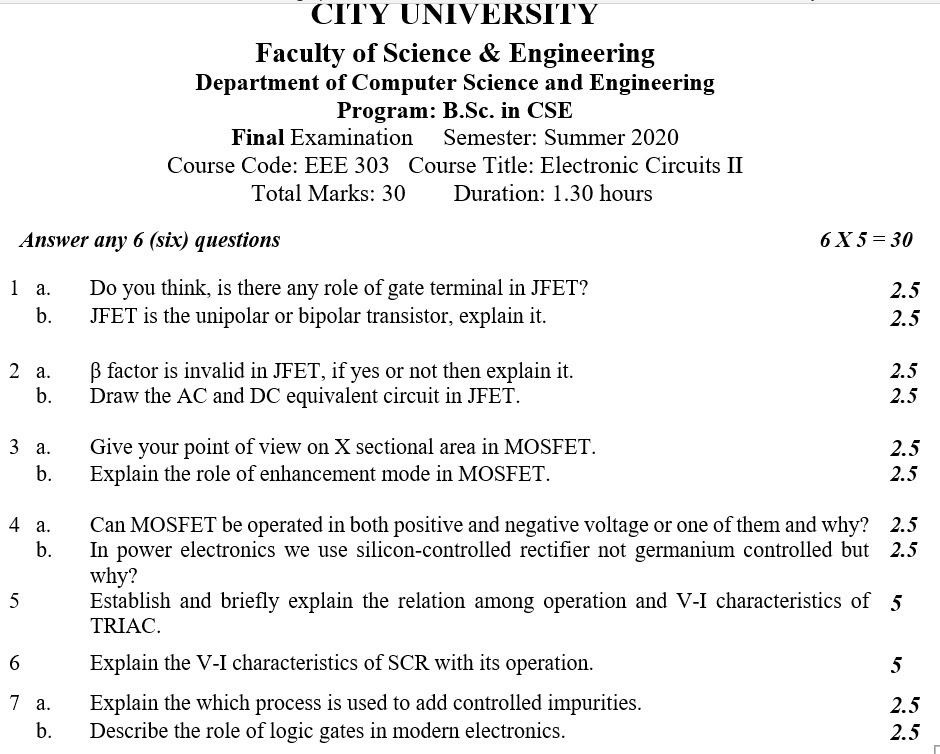 CITY UNIVERSITY
Faculty of Science & Engineering
Department of Computer Science and Engineering
Program: B.Sc. in CSE
Final Examination Semester: Summer 2020
Course Code: EEE 303 Course Title: Electronic Circuits II
Total Marks: 30 Duration: 1.30 hours
Answer any 6 (six) questions 6 X 5 = 30
1 a. Do you think, is there any role of gate terminal in JFET? 2.5
b. JFET is the unipolar or bipolar transistor, explain it. 2.5
2 a. β factor is invalid in JFET, if yes or not then explain it. 2.5
b. Draw the AC and DC equivalent circuit in JFET. 2.5
3 a. Give your point of view on X sectional area in MOSFET. 2.5
b. Explain the role of enhancement mode in MOSFET. 2.5
4 a. Can MOSFET be operated in both positive and negative voltage or one of them and why? 2.5
b. In power electronics we use silicon-controlled rectifier not germanium controlled but 2.5
why?
5 Establish and briefly explain the relation among operation and V-I characteristics of 5
TRIAC.
6 Explain the V-I characteristics of SCR with its operation. 5
7 a. Explain the which process is used to add controlled impurities. 2.5
b. Describe the role of logic gates in modern electronics. 2.5